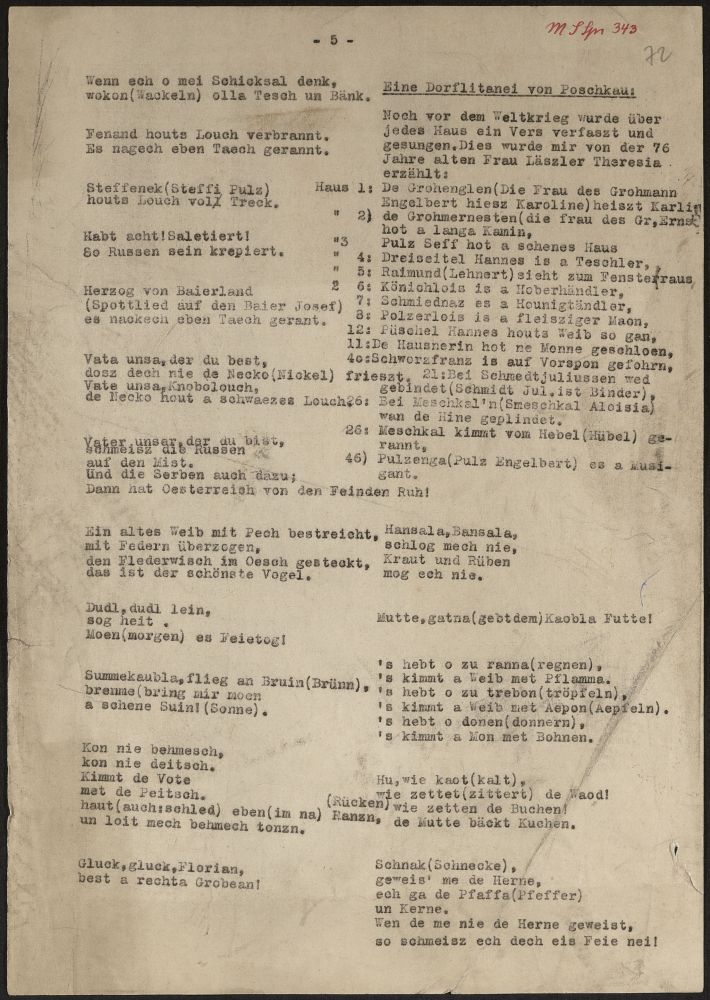 - 5 -
M S Spr 343
72
Wenn ech o mei Schicksal denk,
wokon(Wackeln) olla Tesch un Bänk.
Fenand houts Louch verbrannt.
Es nagech eben Taech gerannt.
Steffenek(Steffi Pulz)
houts Louch voll Treck.
Habt acht!Saletiert!
So Russen sein krepiert.
Herzog von Baierland
(Spottlied auf den Baier Josef)
es nackech eben Taech gerant.
Vata unsa,der du best,
dosz dech nie de Necko(Nickel) frieszt.
Vate unsa,Knobolouch,
de Necko hout a schwaezes Louch.
Vater unser,der du bist,
schmeisz die Russen
auf den Mist.
Und die Serben auch dazu;
Dann hat Oesterreich von den Feinden Ruh!
Ein altes Weib mit Pech bestreicht,
mit Federn überzogen,
den Flederwisch im Oesch gesteckt,
das ist der schönste Vogel.
Dudl,dudl lein,
sog heit .
Moen(morgen) es Feietog!
Summekaubla,flieg an Bruin(Brünn),
bremme(bring mir moen
a schene Suin!(Sonne).
Kon nie behmesch,
kon nie deitsch.
Kimmt de Vote
met de Peitsch.
haut(auch:schled) eben(im na) (Rücken) Ranzn,
un loit mech behmech tonzn.
Gluck,gluck,Florian,
best a rechta Grobean!
Eine Dorflitanei von Poschkau:
Noch vor dem Weltkrieg wurde über
jedes Haus ein Vers verfaszt und
gesungen.Dies wurde mir von der 76
Jahre alten Frau Läszler Theresia
erzählt:
Haus 1: De Grohenglen(Die Frau des Grohmann
Engelbert hiesz Karoline)heiszt Karlin
" 2) de Grohmernesten(die frau des Gr,Ernst
hot a langa Kamin,
"3 Pulz Seff hot a schenes Haus
" 4: Dreiseitel Hannes is a Teschler,
" 5: Raimund(Lehnert)sieht zum Fensterraus
2 6: Königlois is a Hoberhändler,
7: Schmiednaz es a Hounigtändler,
8: Polzerlois is a fleisziger Maon,
12: Püschel Hannes houts Weib so gan,
11:De Hausnerin hot ne Monne geschloen,
4o:Schworzfranz is auf Vorspon gefohrn,
21:Bei Schmedtjuliussen wed
gebindet(Schmidt Jul.ist Binder),
26: Bei Meschkal'n(Smeschkal Aloisia)
wan de Hine geplindet.
26: Meschkal kimmt vom Hebel(Hübel) ge-
rannt,
46) Pulzenga(Pulz Engelbert) es a Musi-
gant.
Hansala,Bansala,
schlog mech nie,
Kraut und Rüben
mog ech nie.
Mutte,gatna(gebtdem)Kaobla Futte!
's hebt o zu ranna(regnen),
's kimmt a Weib met Pflamma.
's hebt o zu trebon(tröpfeln),
's kimmt a Weib met Aepon(Aepfeln).
's hebt o donen(donnern),
's kimmt a Mon met Bohnen.
Hu,wie kaot(kalt),
wie zettet(zittert) de Waod!
wie zetten de Buchen!
de Mutte bäckt Kuchen.
Schnak(Schnecke),
geweis' me de Herne,
ech ga de Pfaffa(Pfeffer)
un Kerne.
Wen de me nie de Herne geweist,
so schmeisz ech dech eis Feie nei!